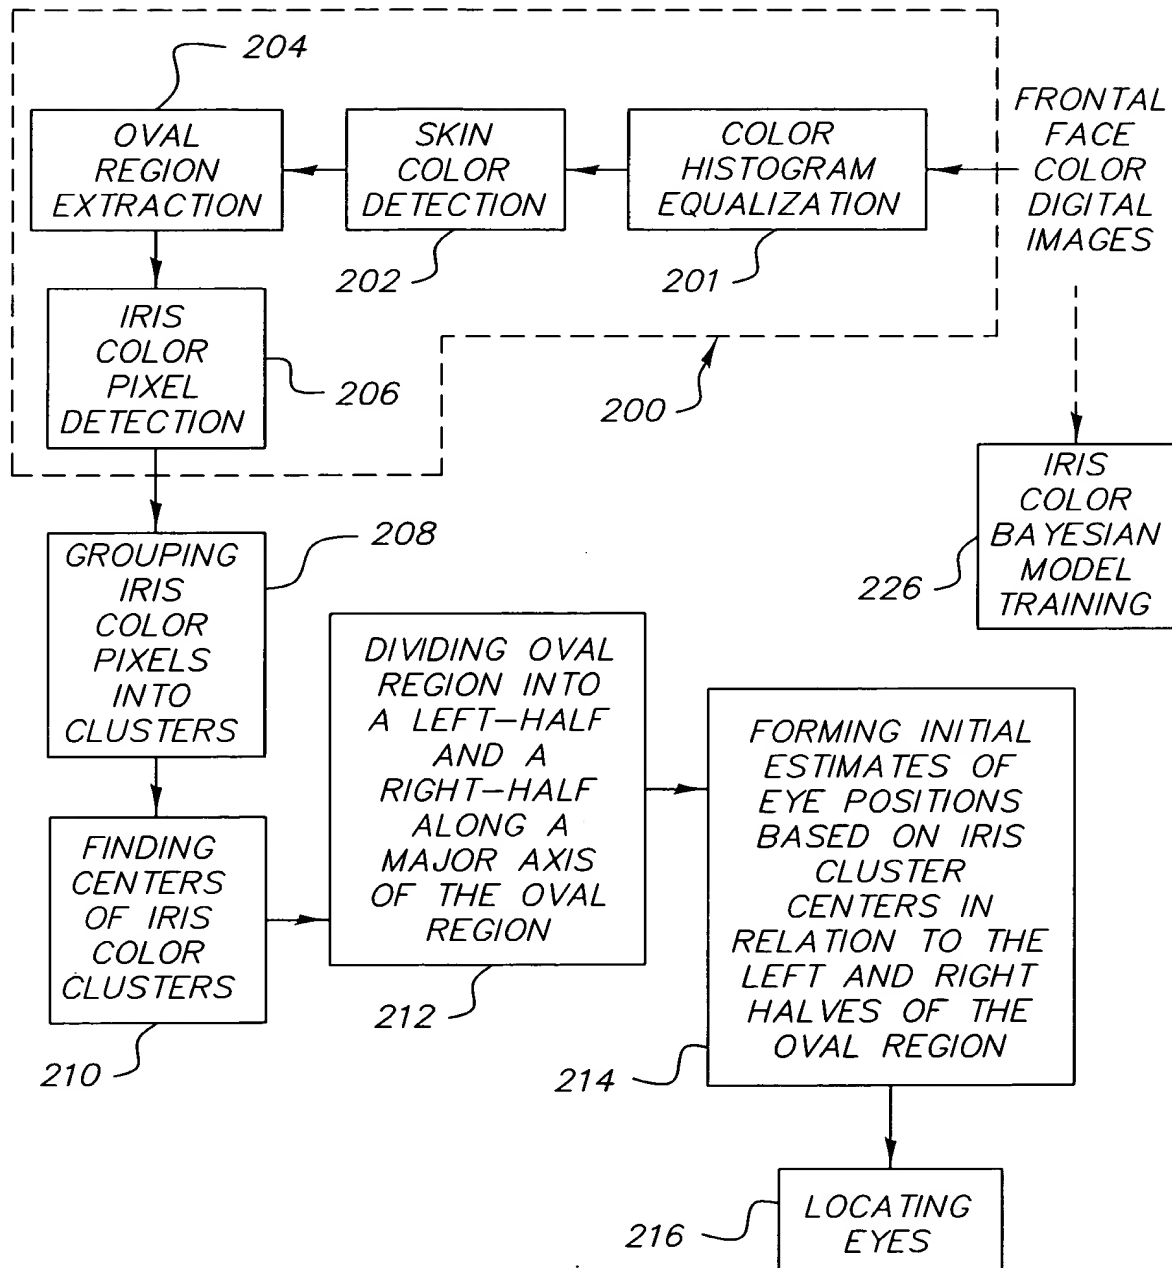 204
OVAL
REGION
EXTRACTION
SKIN
COLOR
DETECTION
202
COLOR
HISTOGRAM
EQUALIZATION
201
FRONTAL
FACE
COLOR
DIGITAL
IMAGES
IRIS
COLOR
PIXEL
DETECTION
206
200
IRIS
COLOR
BAYESIAN
MODEL
TRAINING
226
GROUPING
IRIS
COLOR
PIXELS
INTO
CLUSTERS
208
FINDING
CENTERS
OF IRIS
COLOR
CLUSTERS
210
DIVIDING OVAL
REGION INTO
A LEFT-HALF
AND A
RIGHT-HALF
ALONG A
MAJOR AXIS
OF THE OVAL
REGION
212
FORMING INITIAL
ESTIMATES OF
EYE POSITIONS
BASED ON IRIS
CLUSTER
CENTERS IN
RELATION TO THE
LEFT AND RIGHT
HALVES OF THE
OVAL REGION
214
LOCATING
EYES
216